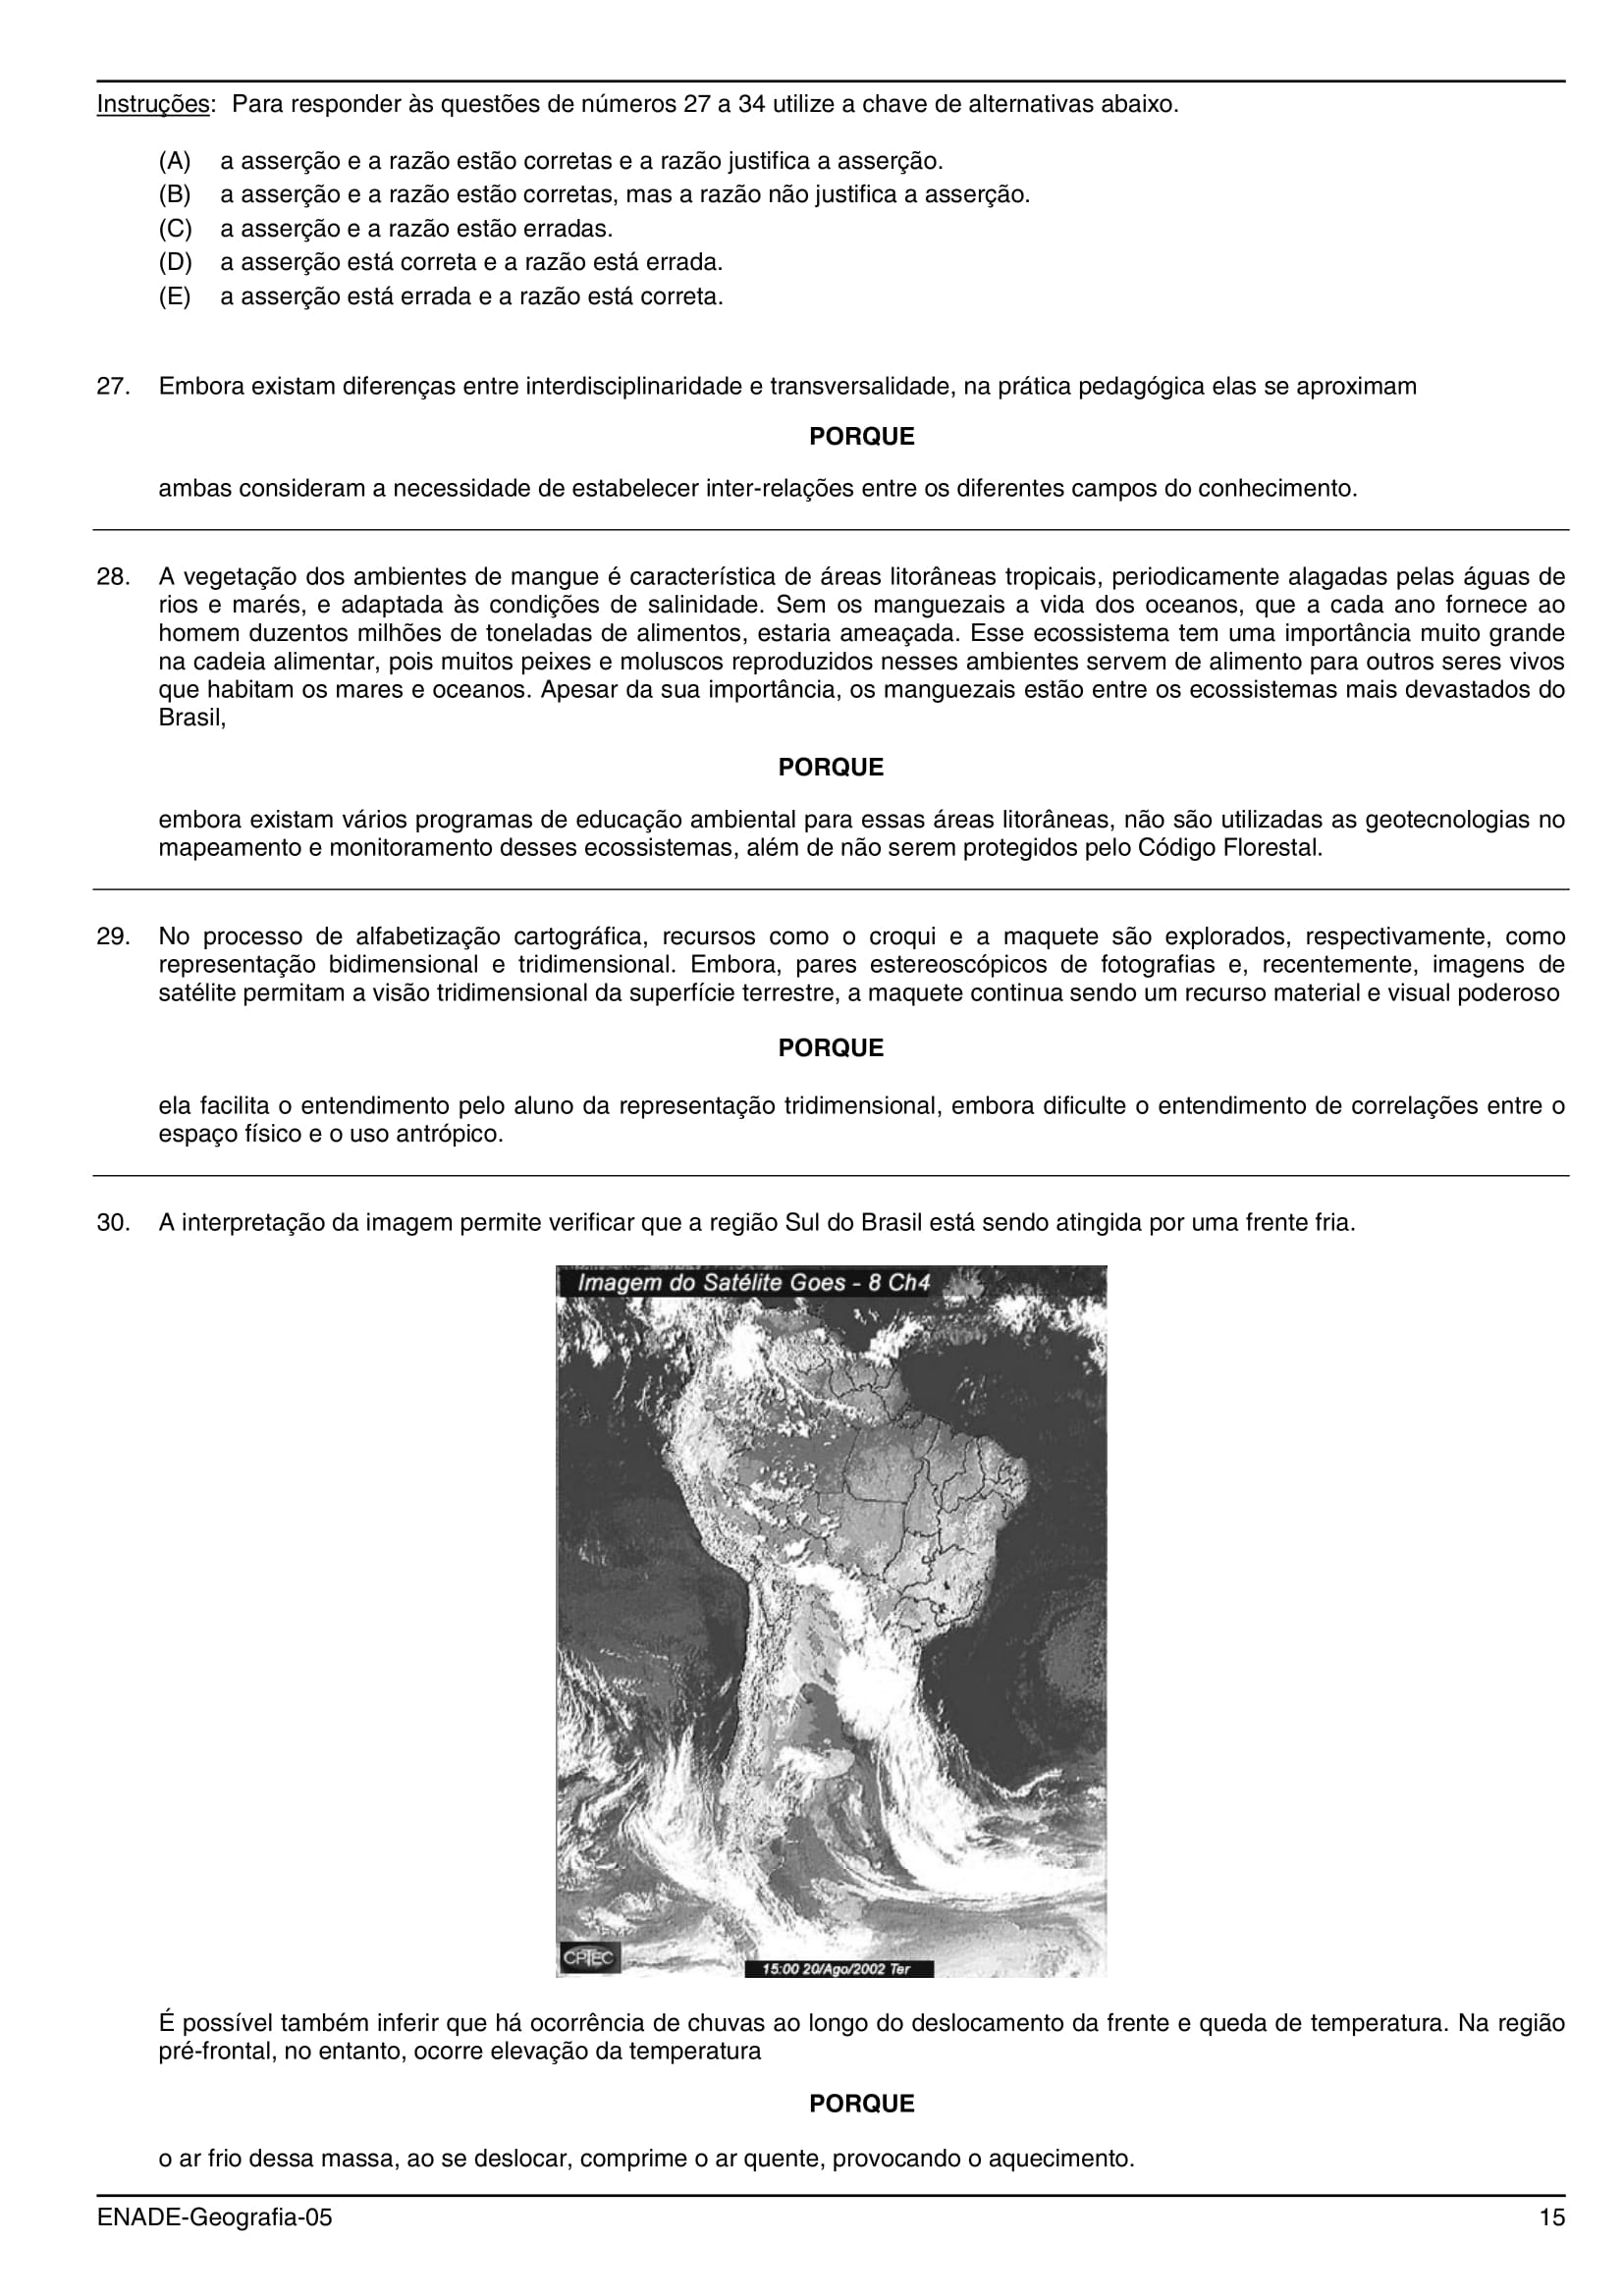 Instruções: Para responder às questões de números 27 a 34 utilize a chave de alternativas abaixo.
(A) a asserção e a razão estão corretas e a razão justifica a asserção.
(B) a asserção e a razão estão corretas, mas a razão não justifica a asserção.
(C) a asserção e a razão estão erradas.
(D) a asserção está correta e a razão está errada.
(E) a asserção está errada e a razão está correta.
27. Embora existam diferenças entre interdisciplinaridade e transversalidade, na prática pedagógica elas se aproximam
PORQUE
ambas consideram a necessidade de estabelecer inter-relações entre os diferentes campos do conhecimento.
28. A vegetação dos ambientes de mangue é característica de áreas litorâneas tropicais, periodicamente alagadas pelas águas de
rios e marés, e adaptada às condições de salinidade. Sem os manguezais a vida dos oceanos, que a cada ano fornece ao
homem duzentos milhões de toneladas de alimentos, estaria ameaçada. Esse ecossistema tem uma importância muito grande
na cadeia alimentar, pois muitos peixes e moluscos reproduzidos nesses ambientes servem de alimento para outros seres vivos
que habitam os mares e oceanos. Apesar da sua importância, os manguezais estão entre os ecossistemas mais devastados do
Brasil,
PORQUE
embora existam vários programas de educação ambiental para essas áreas litorâneas, não são utilizadas as geotecnologias no
mapeamento e monitoramento desses ecossistemas, além de não serem protegidos pelo Código Florestal.
29. No processo de alfabetização cartográfica, recursos como o croqui e a maquete são explorados, respectivamente, como
representação bidimensional e tridimensional. Embora, pares estereoscópicos de fotografias e, recentemente, imagens de
satélite permitam a visão tridimensional da superfície terrestre, a maquete continua sendo um recurso material e visual poderoso
PORQUE
ela facilita o entendimento pelo aluno da representação tridimensional, embora dificulte o entendimento de correlações entre o
espaço físico e o uso antrópico.
30. A interpretação da imagem permite verificar que a região Sul do Brasil está sendo atingida por uma frente fria.
Imagem do Satélite Goes - 8 Ch4
CPTEC
15:00 20/Ago/2002 Ter
É possível também inferir que há ocorrência de chuvas ao longo do deslocamento da frente e queda de temperatura. Na região
pré-frontal, no entanto, ocorre elevação da temperatura
PORQUE
o ar frio dessa massa, ao se deslocar, comprime o ar quente, provocando o aquecimento.
ENADE-Geografia-05
15